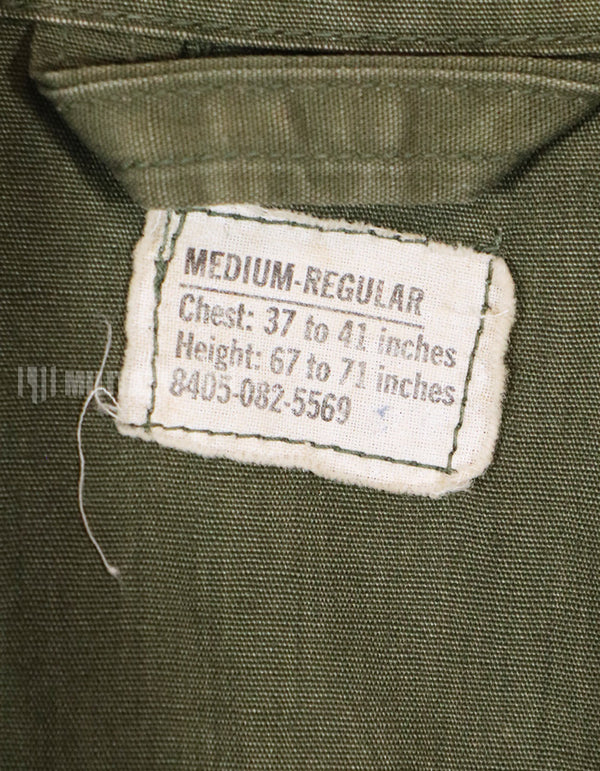 MEDIUM-REGULAR
Chest: 37 to 41 inches
Height: 67 to 71 inches
8405-082-5569